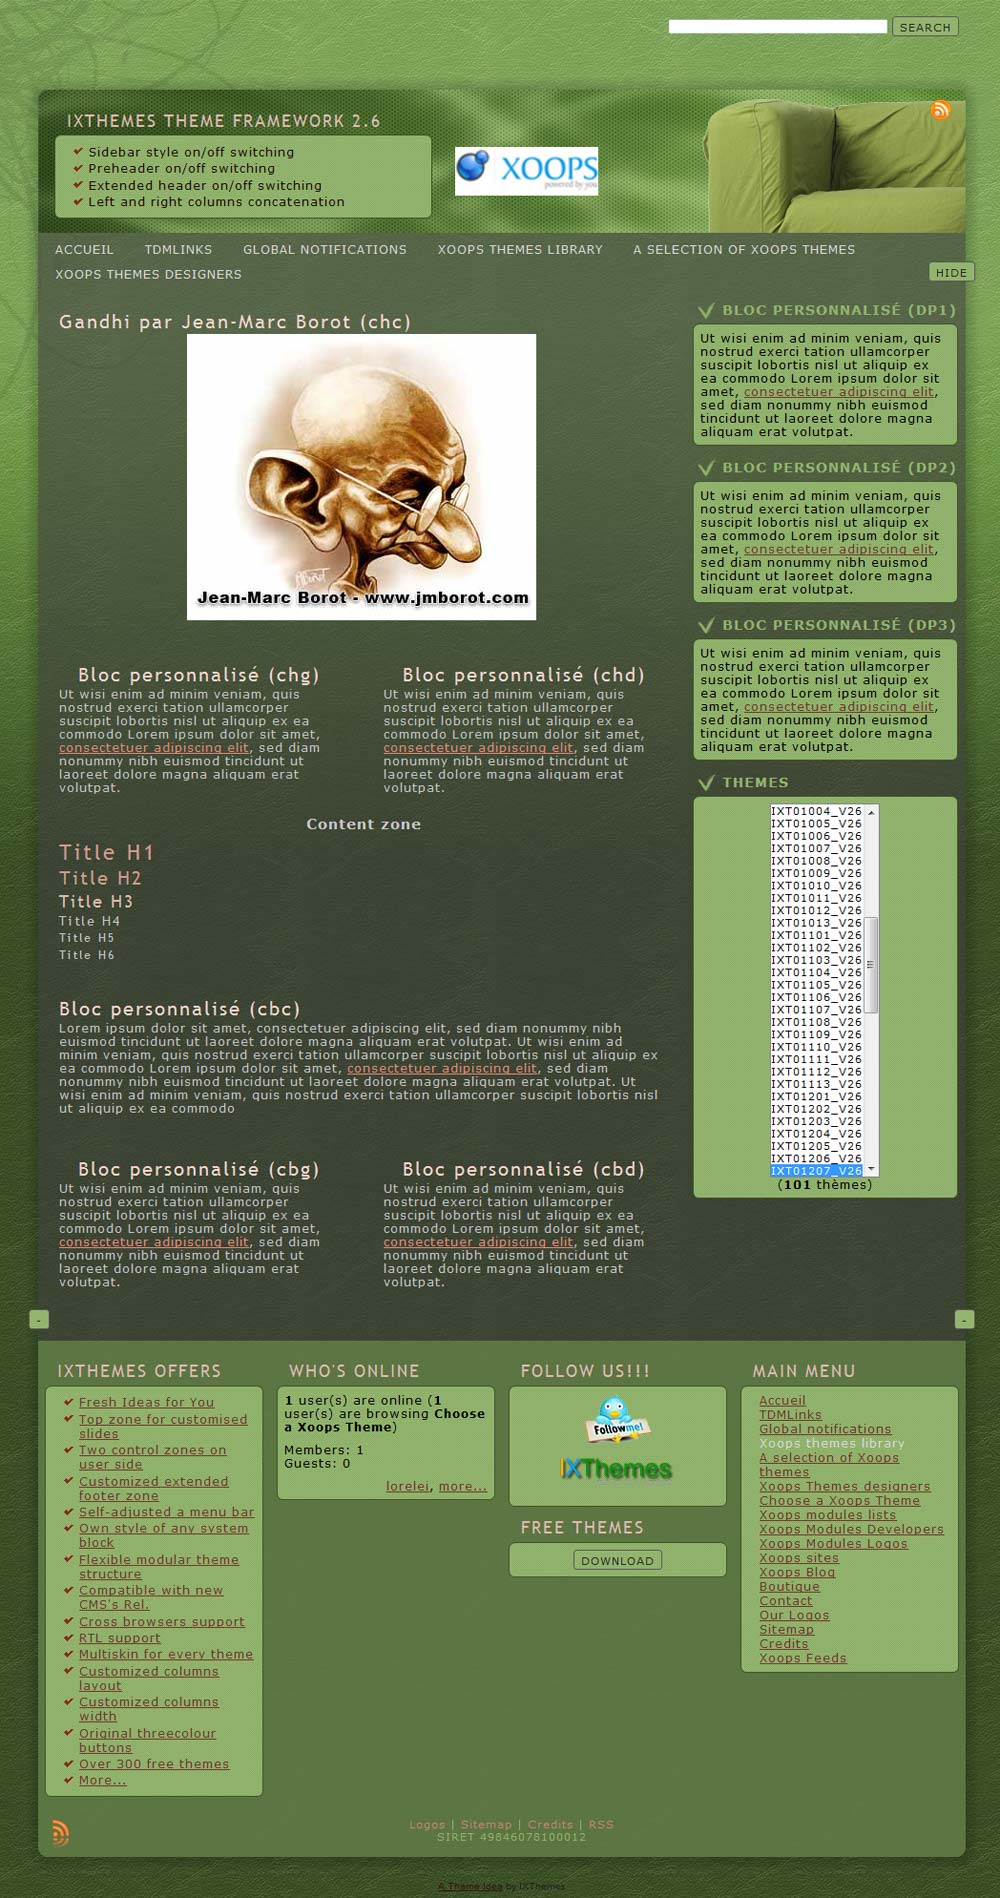 SEARCH
IXTHEMES THEME FRAMEWORK 2.6
Sidebar style on/off switching
Preheader on/off switching
Extended header on/off switching
Left and right columns concatenation
XOOPS
powered by you
ACCUEIL TDMLINKS GLOBAL NOTIFICATIONS XOOPS THEMES LIBRARY A SELECTION OF XOOPS THEMES
XOOPS THEMES DESIGNERS
HIDE
Gandhi par Jean-Marc Borot (chc)
Jean-Marc Borot - www.jmborot.com
Bloc personnalisé (chg)
Ut wisi enim ad minim veniam, quis
nostrud exerci tation ullamcorper
suscipit lobortis nisl ut aliquip ex ea
commodo Lorem ipsum dolor sit amet,
consectetuer adipiscing elit, sed diam
nonummy nibh euismod tincidunt ut
laoreet dolore magna aliquam erat
volutpat.
Bloc personnalisé (chd)
Ut wisi enim ad minim veniam, quis
nostrud exerci tation ullamcorper
suscipit lobortis nisl ut aliquip ex ea
commodo Lorem ipsum dolor sit amet,
consectetuer adipiscing elit, sed diam
nonummy nibh euismod tincidunt ut
laoreet dolore magna aliquam erat
volutpat.
Content zone
Title H1
Title H2
Title H3
Title H4
Title H5
Title H6
Bloc personnalisé (cbc)
Lorem ipsum dolor sit amet, consectetuer adipiscing elit, sed diam nonummy nibh
euismod tincidunt ut laoreet dolore magna aliquam erat volutpat. Ut wisi enim ad
minim veniam, quis nostrud exerci tation ullamcorper suscipit lobortis nisl ut aliquip ex
ea commodo Lorem ipsum dolor sit amet, consectetuer adipiscing elit, sed diam
nonummy nibh euismod tincidunt ut laoreet dolore magna aliquam erat volutpat. Ut
wisi enim ad minim veniam, quis nostrud exerci tation ullamcorper suscipit lobortis nisl
ut aliquip ex ea commodo
Bloc personnalisé (cbg)
Ut wisi enim ad minim veniam, quis
nostrud exerci tation ullamcorper
suscipit lobortis nisl ut aliquip ex ea
commodo Lorem ipsum dolor sit amet,
consectetuer adipiscing elit, sed diam
nonummy nibh euismod tincidunt ut
laoreet dolore magna aliquam erat
volutpat.
Bloc personnalisé (cbd)
Ut wisi enim ad minim veniam, quis
nostrud exerci tation ullamcorper
suscipit lobortis nisl ut aliquip ex ea
commodo Lorem ipsum dolor sit amet,
consectetuer adipiscing elit, sed diam
nonummy nibh euismod tincidunt ut
laoreet dolore magna aliquam erat
volutpat.
BLOC PERSONNALISÉ (DP1)
Ut wisi enim ad minim veniam, quis
nostrud exerci tation ullamcorper
suscipit lobortis nisl ut aliquip ex
ea commodo Lorem ipsum dolor sit
amet, consectetuer adipiscing elit,
sed diam nonummy nibh euismod
tincidunt ut laoreet dolore magna
aliquam erat volutpat.
BLOC PERSONNALISÉ (DP2)
Ut wisi enim ad minim veniam, quis
nostrud exerci tation ullamcorper
suscipit lobortis nisl ut aliquip ex
ea commodo Lorem ipsum dolor sit
amet, consectetuer adipiscing elit,
sed diam nonummy nibh euismod
tincidunt ut laoreet dolore magna
aliquam erat volutpat.
BLOC PERSONNALISÉ (DP3)
Ut wisi enim ad minim veniam, quis
nostrud exerci tation ullamcorper
suscipit lobortis nisl ut aliquip ex
ea commodo Lorem ipsum dolor sit
amet, consectetuer adipiscing elit,
sed diam nonummy nibh euismod
tincidunt ut laoreet dolore magna
aliquam erat volutpat.
THEMES
IXT01004_V26
IXT01005_V26
IXT01006_V26
IXT01007_V26
IXT01008_V26
IXT01009_V26
IXT01010_V26
IXT01011_V26
IXT01012_V26
IXT01013_V26
IXT01101_V26
IXT01102_V26
IXT01103_V26
IXT01104_V26
IXT01105_V26
IXT01106_V26
IXT01107_V26
IXT01108_V26
IXT01109_V26
IXT01110_V26
IXT01111_V26
IXT01112_V26
IXT01113_V26
IXT01201_V26
IXT01202_V26
IXT01203_V26
IXT01204_V26
IXT01205_V26
IXT01206_V26
IXT01207_V26
(101 thèmes)
- -
IXTHEMES OFFERS
Fresh Ideas for You
Top zone for customised
slides
Two control zones on
user side
Customized extended
footer zone
Self-adjusted a menu bar
Own style of any system
block
Flexible modular theme
structure
Compatible with new
CMS's Rel.
Cross browsers support
RTL support
Multiskin for every theme
Customized columns
layout
Customized columns
width
Original threecolour
buttons
Over 300 free themes
More...
WHO'S ONLINE
1 user(s) are online (1
user(s) are browsing Choose
a Xoops Theme)
Members: 1
Guests: 0
lorelei, more...
FOLLOW US!!!
Followme!
IXThemes
FREE THEMES
DOWNLOAD
MAIN MENU
Accueil
TDMLinks
Global notifications
Xoops themes library
A selection of Xoops
themes
Xoops Themes designers
Choose a Xoops Theme
Xoops modules lists
Xoops Modules Developers
Xoops Modules Logos
Xoops sites
Xoops Blog
Boutique
Contact
Our Logos
Sitemap
Credits
Xoops Feeds
Logos | Sitemap | Credits | RSS
SIRET 49846078100012
A Theme Idea by IXThemes